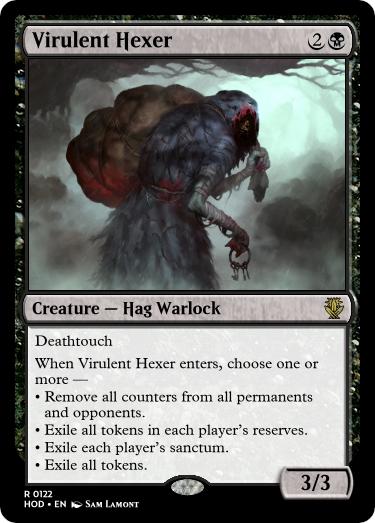 Virulent Hexer 2
Creature — Hag Warlock
Deathtouch
When Virulent Hexer enters, choose one or
more —
• Remove all counters from all permanents
and opponents.
• Exile all tokens in each player's reserves.
• Exile each player's sanctum.
• Exile all tokens.
3/3
R 0122
HOD • EN Sam Lamont